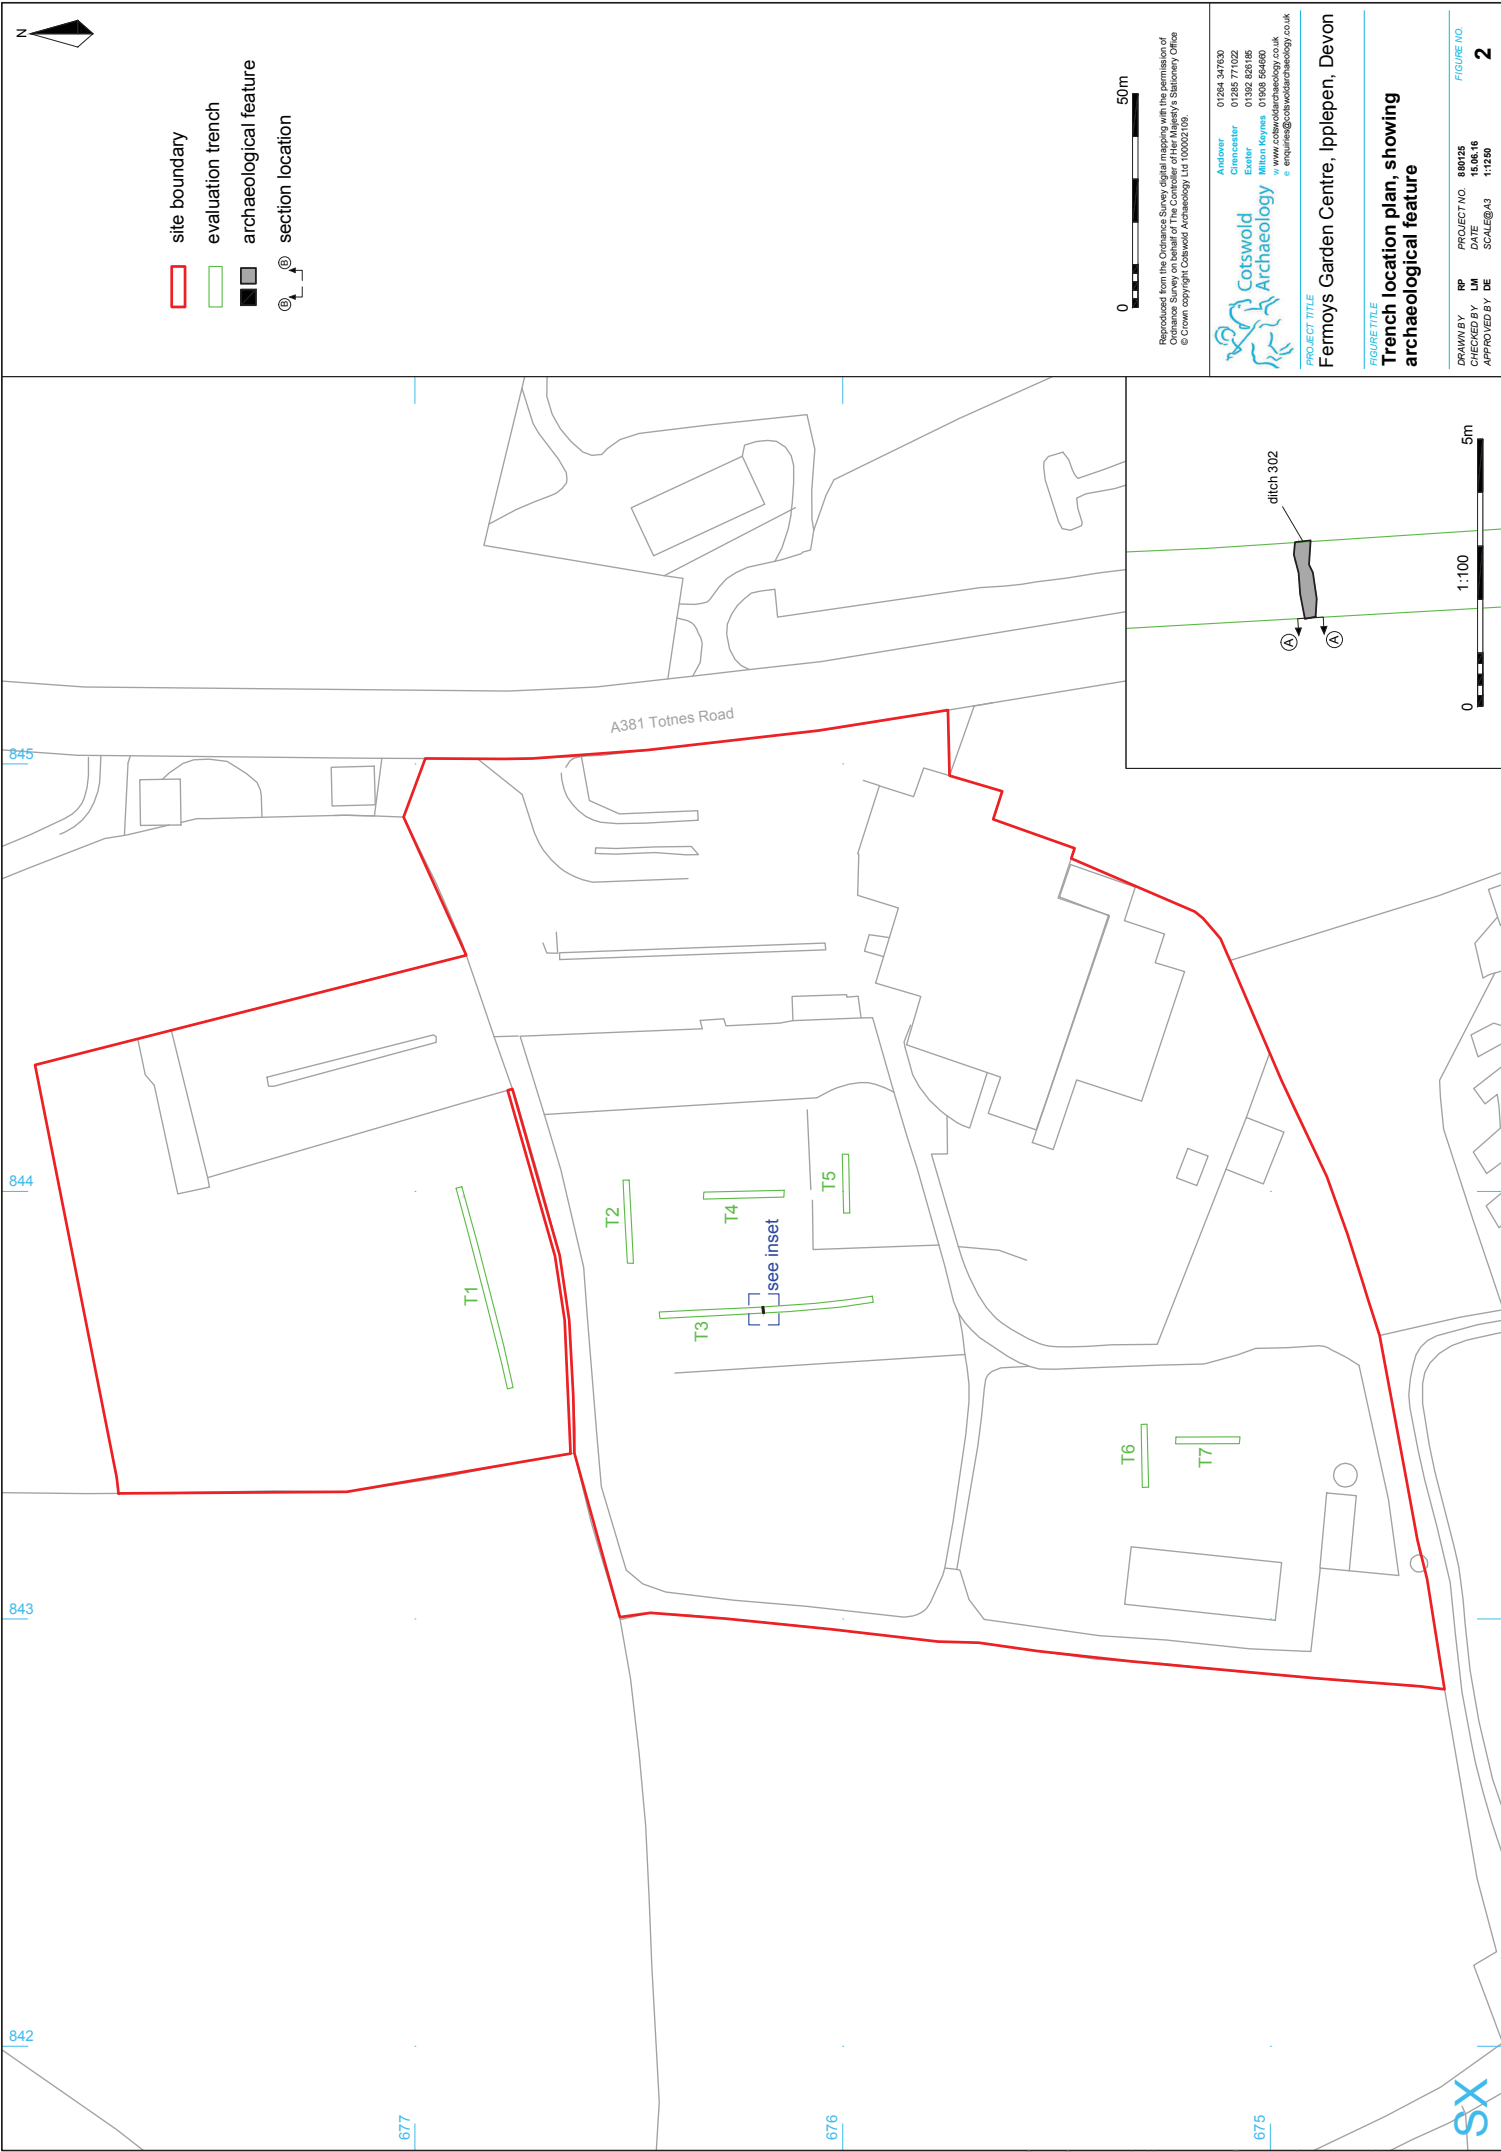 N
site boundary
evaluation trench
archaeological feature
B B section location
0 50m
Reproduced from the Ordnance Survey digital mapping with the permission of
Ordnance Survey on behalf of The Controller of Her Majesty's Stationery Office
© Crown copyright Cotswold Archaeology Ltd 100002109.
Cotswold
Archaeology
Andover 01264 347630
Cirencester 01285 771022
Exeter 01392 826185
Milton Keynes 01908 564660
w www.cotswoldarchaeology.co.uk
e enquiries@cotswoldarchaeology.co.uk
PROJECT TITLE
Fermoys Garden Centre, Ipplepen, Devon
FIGURE TITLE
Trench location plan, showing
archaeological feature
DRAWN BY RP PROJECT NO. 880125 FIGURE NO.
CHECKED BY LM DATE 15.06.16 2
APPROVED BY DE SCALE@A3 1:1250
845
844
843
842
677
676
675
SX
A381 Totnes Road
T1
T2
T3
T4
T5
T6
T7
see inset
ditch 302
A
A
1:100
0 5m